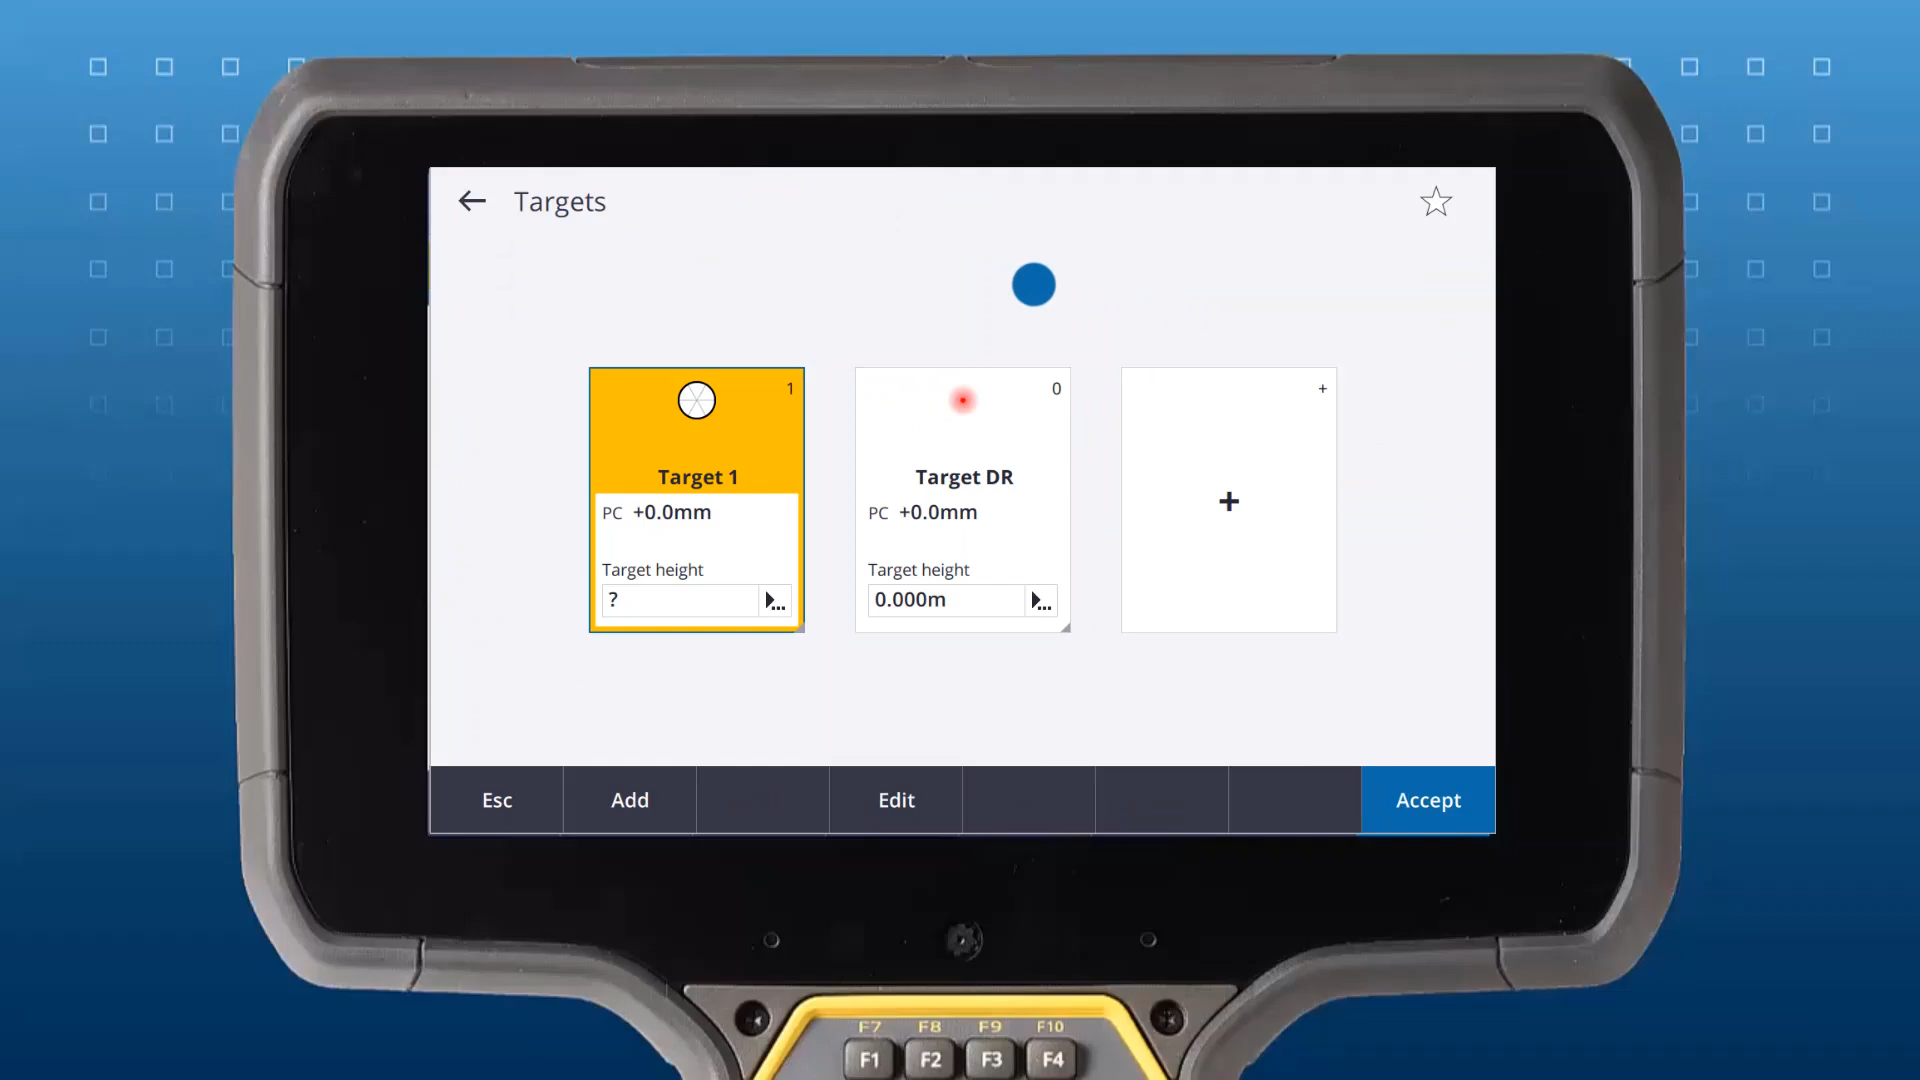 Targets
1
Target 1
PC +0.0mm
Target height
?
0
Target DR
PC +0.0mm
Target height
0.000m
+
+
Esc
Add
Edit
Accept
F7 F8 F9 F10
F1 F2 F3 F4